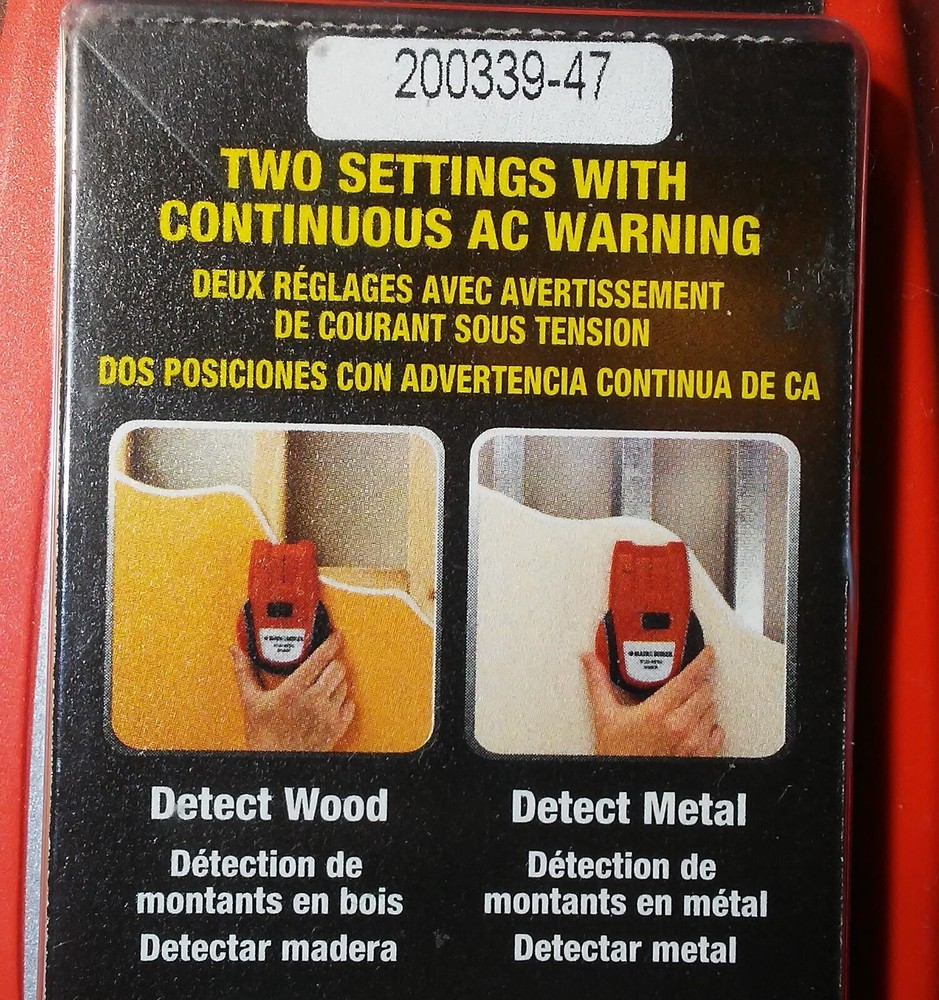 200339-47
TWO SETTINGS WITH
CONTINUOUS AC WARNING
DEUX RÉGLAGES AVEC AVERTISSEMENT
DE COURANT SOUS TENSION
DOS POSICIONES CON ADVERTENCIA CONTINUA DE CA
Detect Wood
Détection de
montants en bois
Detectar madera
Detect Metal
Détection de
montants en métal
Detectar metal